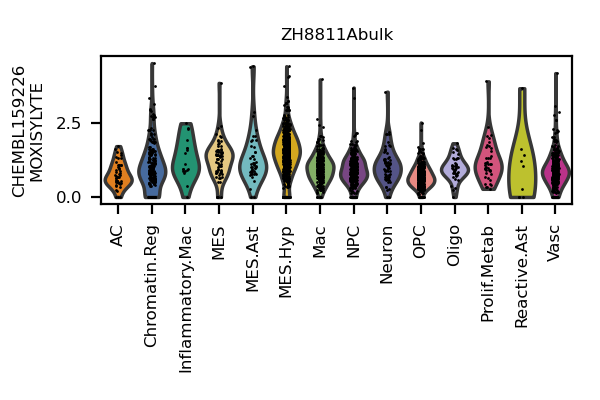 ZH8811Abulk
CHEMBL159226
MOXISYLYTE
2.5
0.0
AC
Chromatin.Reg
Inflammatory.Mac
MES
MES.Ast
MES.Hyp
Mac
NPC
Neuron
OPC
Oligo
Prolif.Metab
Reactive.Ast
Vasc